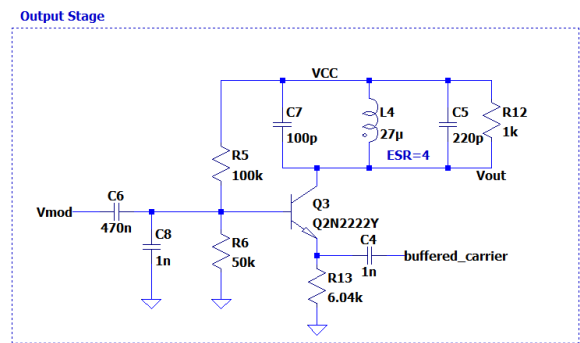 Output Stage
VCC
C7
100p
L4
27µ
ESR=4
C5
220p
R12
1k
Vout
R5
100k
Q3
Q2N2222Y
C6
470n
Vmod
C8
1n
R6
50k
C4
1n
buffered_carrier
R13
6.04k